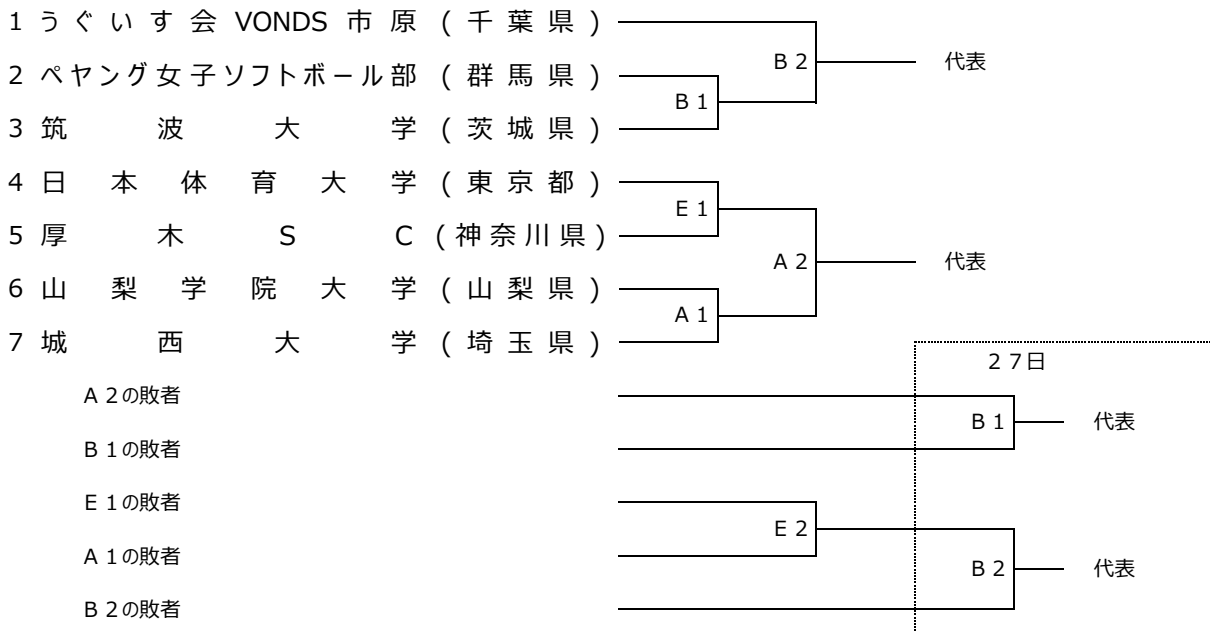 1 うぐいす会 VONDS 市原 (千葉県)
B 2 代表
2 ペヤング女子ソフトボール部 (群馬県)
B 1
3 筑波大学 (茨城県)
4 日本体育大学 (東京都)
E 1
5 厚木SC (神奈川県)
A 2 代表
6 山梨学院大学 (山梨県)
A 1
7 城西大学 (埼玉県)
27日
A 2の敗者
B 1 代表
B 1の敗者
E 1の敗者
E 2
A 1の敗者
B 2 代表
B 2の敗者